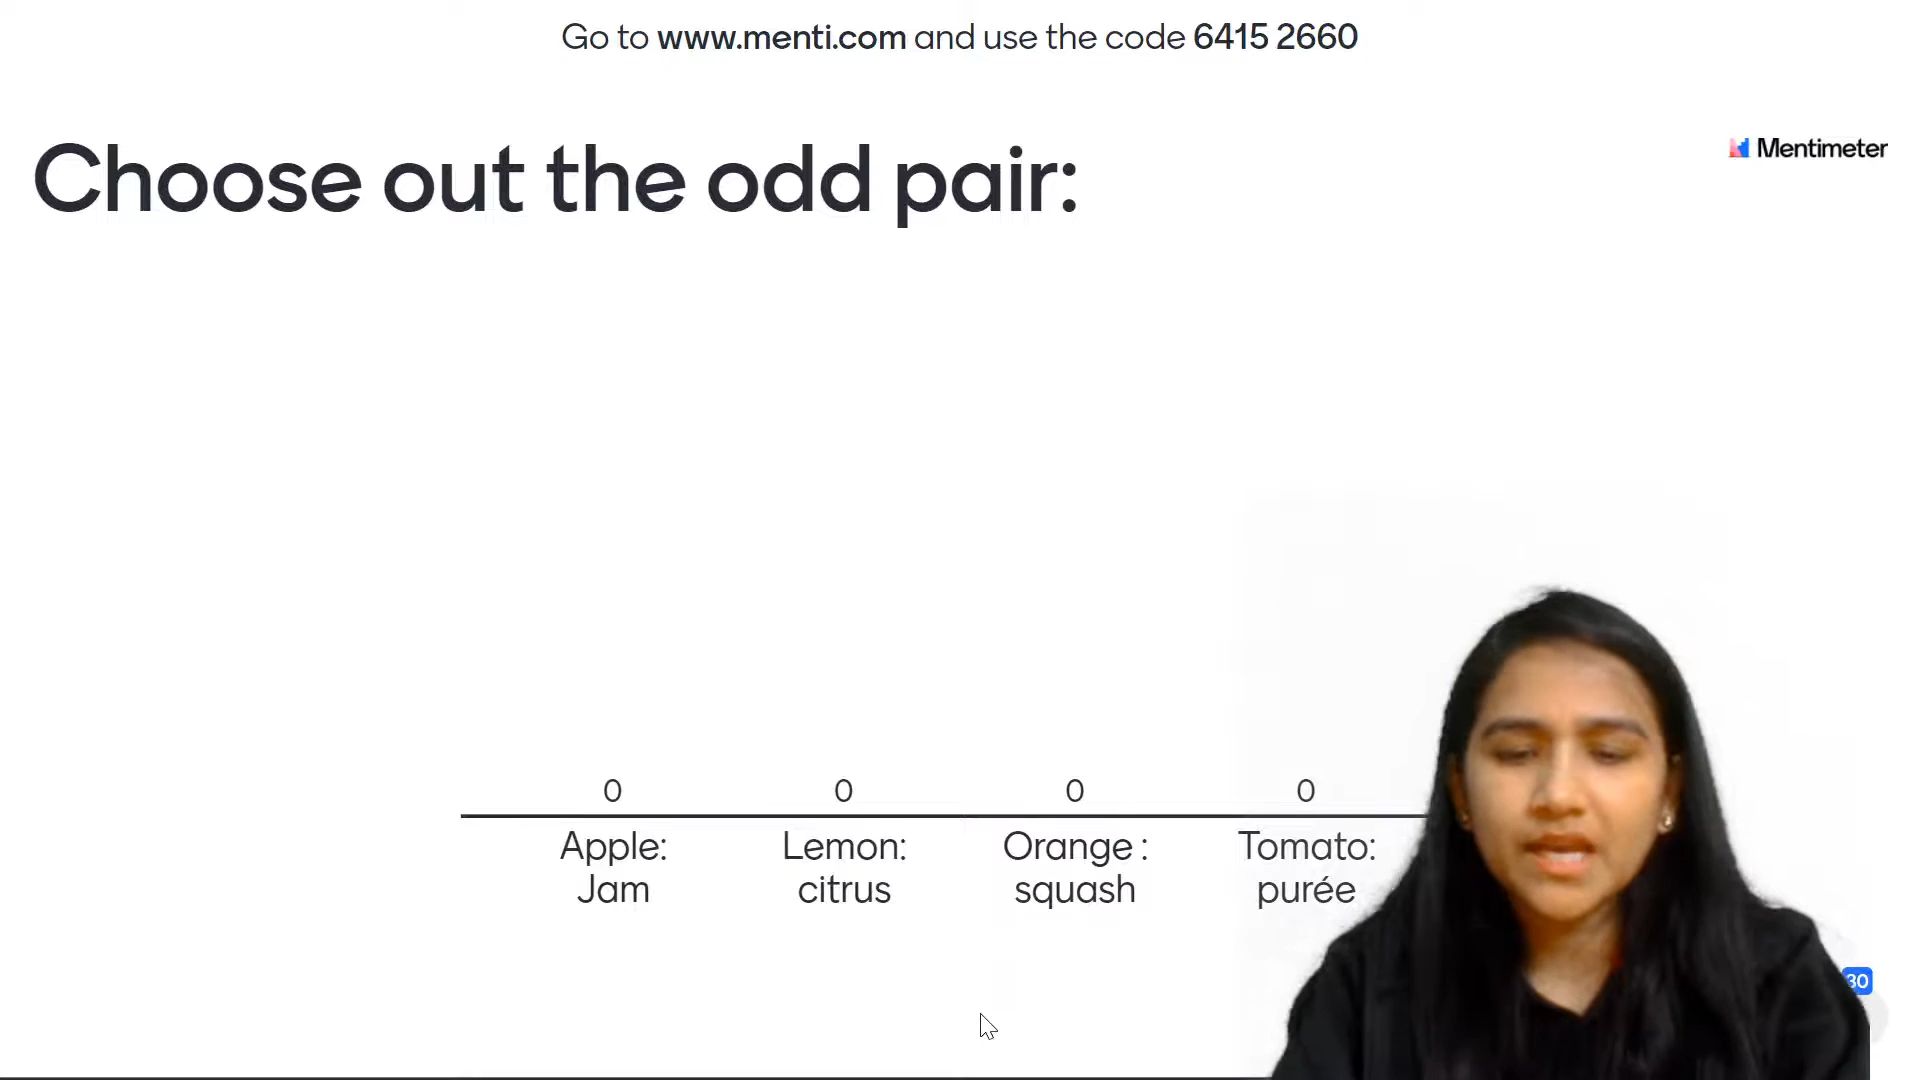 Go to www.menti.com and use the code 6415 2660
Choose out the odd pair:
Mentimeter
0 0 0 0
Apple: Lemon: Orange : Tomato:
Jam citrus squash purée
30